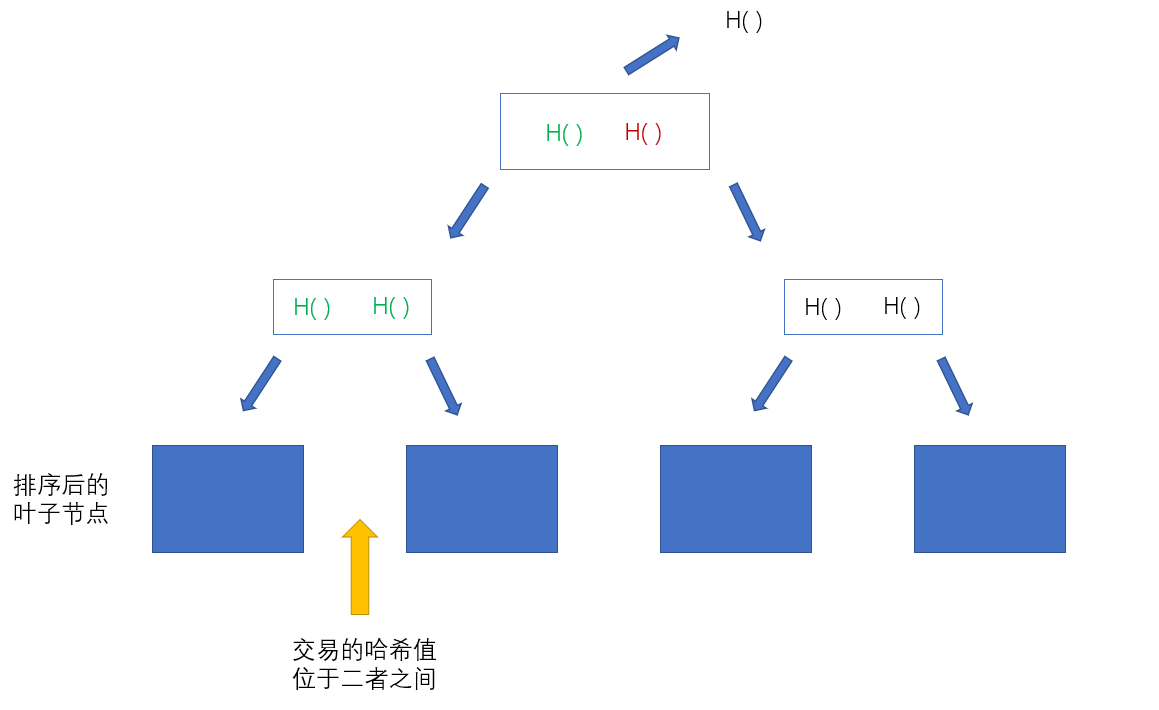 H( )
H( ) H( )
H( ) H( )
H( ) H( )
排序后的
叶子节点
交易的哈希值
位于二者之间